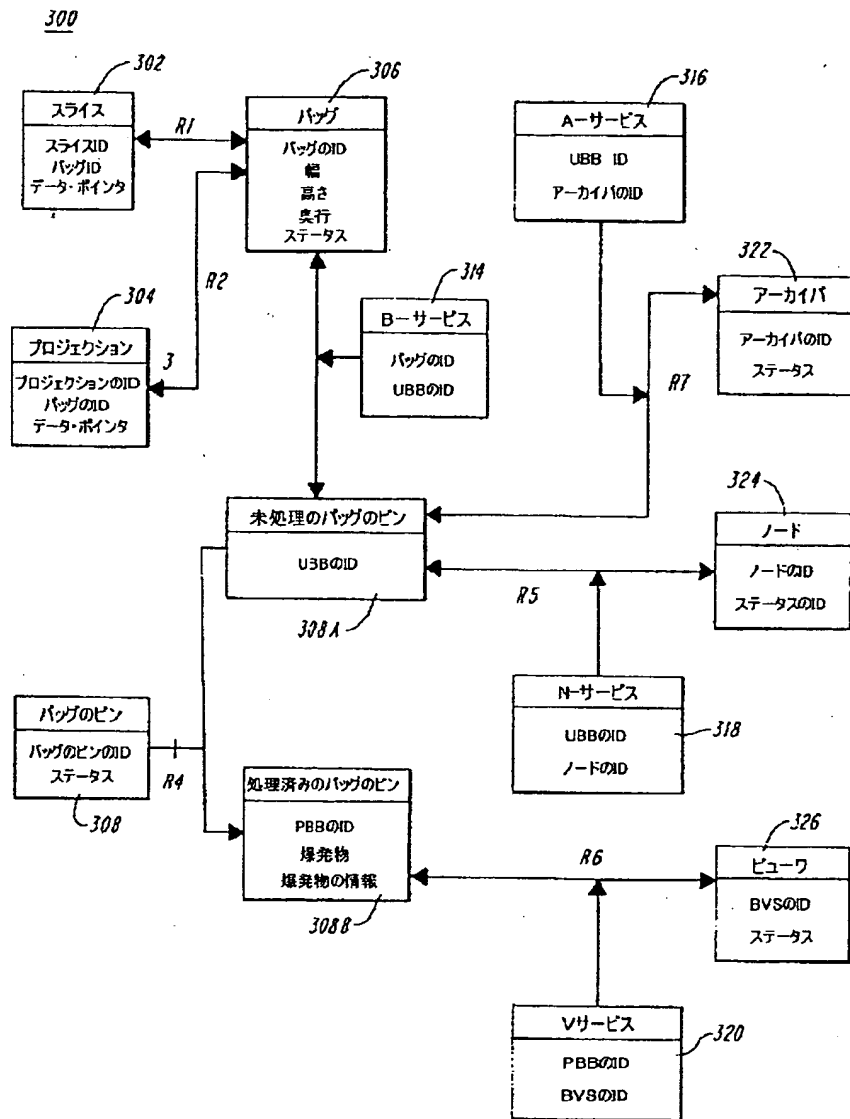 300
302
スライス
スライスID
バッグID
データ・ポインタ
R1
306
バッグ
バッグのID
幅
高さ
奥行
ステータス
316
A-サービス
UBB ID
アーカイバのID
R2
304
プロジェクション
プロジェクションのID
バッグのID
データ・ポインタ
3
314
B-サービス
バッグのID
UBBのID
322
アーカイバ
アーカイバのID
ステータス
R7
未処理のバッグのビン
UBBのID
308A
324
ノード
ノードのID
ステータスのID
R5
N-サービス
UBBのID
ノードのID
318
バッグのビン
バッグのビンのID
ステータス
308
R4
処理済みのバッグのビン
PBBのID
爆発物
爆発物の情報
308B
R6
326
ビューワ
BVSのID
ステータス
Vサービス
PBBのID
BVSのID
320